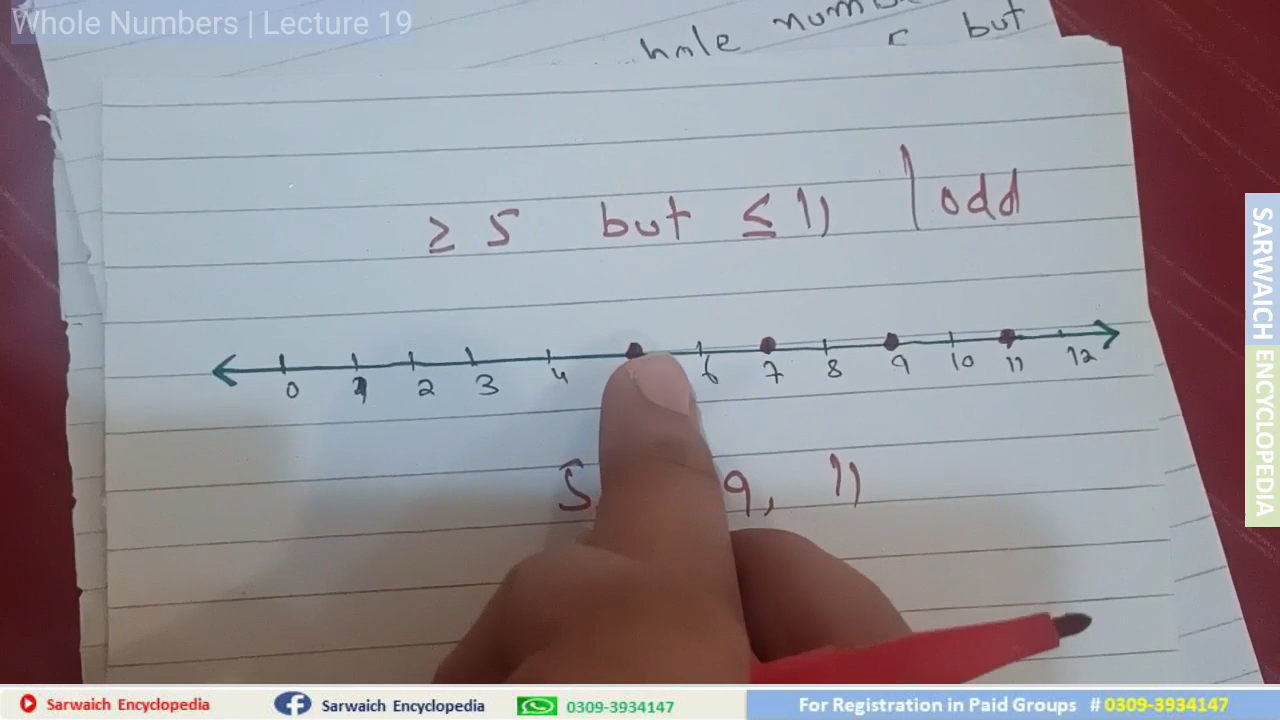 Whole Numbers | Lecture 19
hole num
5 but
≥ 5 but ≤ 11 | odd
0 1 2 3 4 6 7 8 9 10 11 12
5, 9, 11
SARWAICH ENCYCLOPEDIA
Sarwaich Encyclopedia Sarwaich Encyclopedia 0309-3934147 For Registration in Paid Groups # 0309-3934147